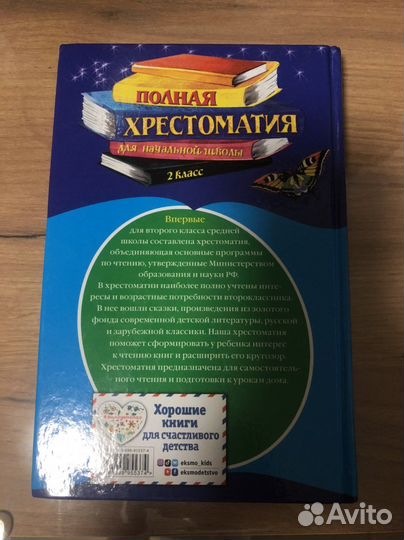 ПОЛНАЯ
ХРЕСТОМАТИЯ
для начальной школы
2 класс
Впервые
для второго класса средней
школы составлена хрестоматия,
объединяющая основные программы
по чтению, утвержденные Министерством
образования и науки РФ.
В хрестоматии наиболее полно учтены инте-
ресы и возрастные потребности второклассника.
В нее вошли сказки, произведения из золотого
фонда современной детской литературы, русской
и зарубежной классики. Наша хрестоматия
поможет сформировать у ребенка интерес
к чтению книг и расширить его кругозор.
Хрестоматия предназначена для самостоятель-
ного чтения и подготовки к урокам дома.
Хорошие
книги
для счастливого
детства
eksmo_kids
eksmodetstvo
Avito